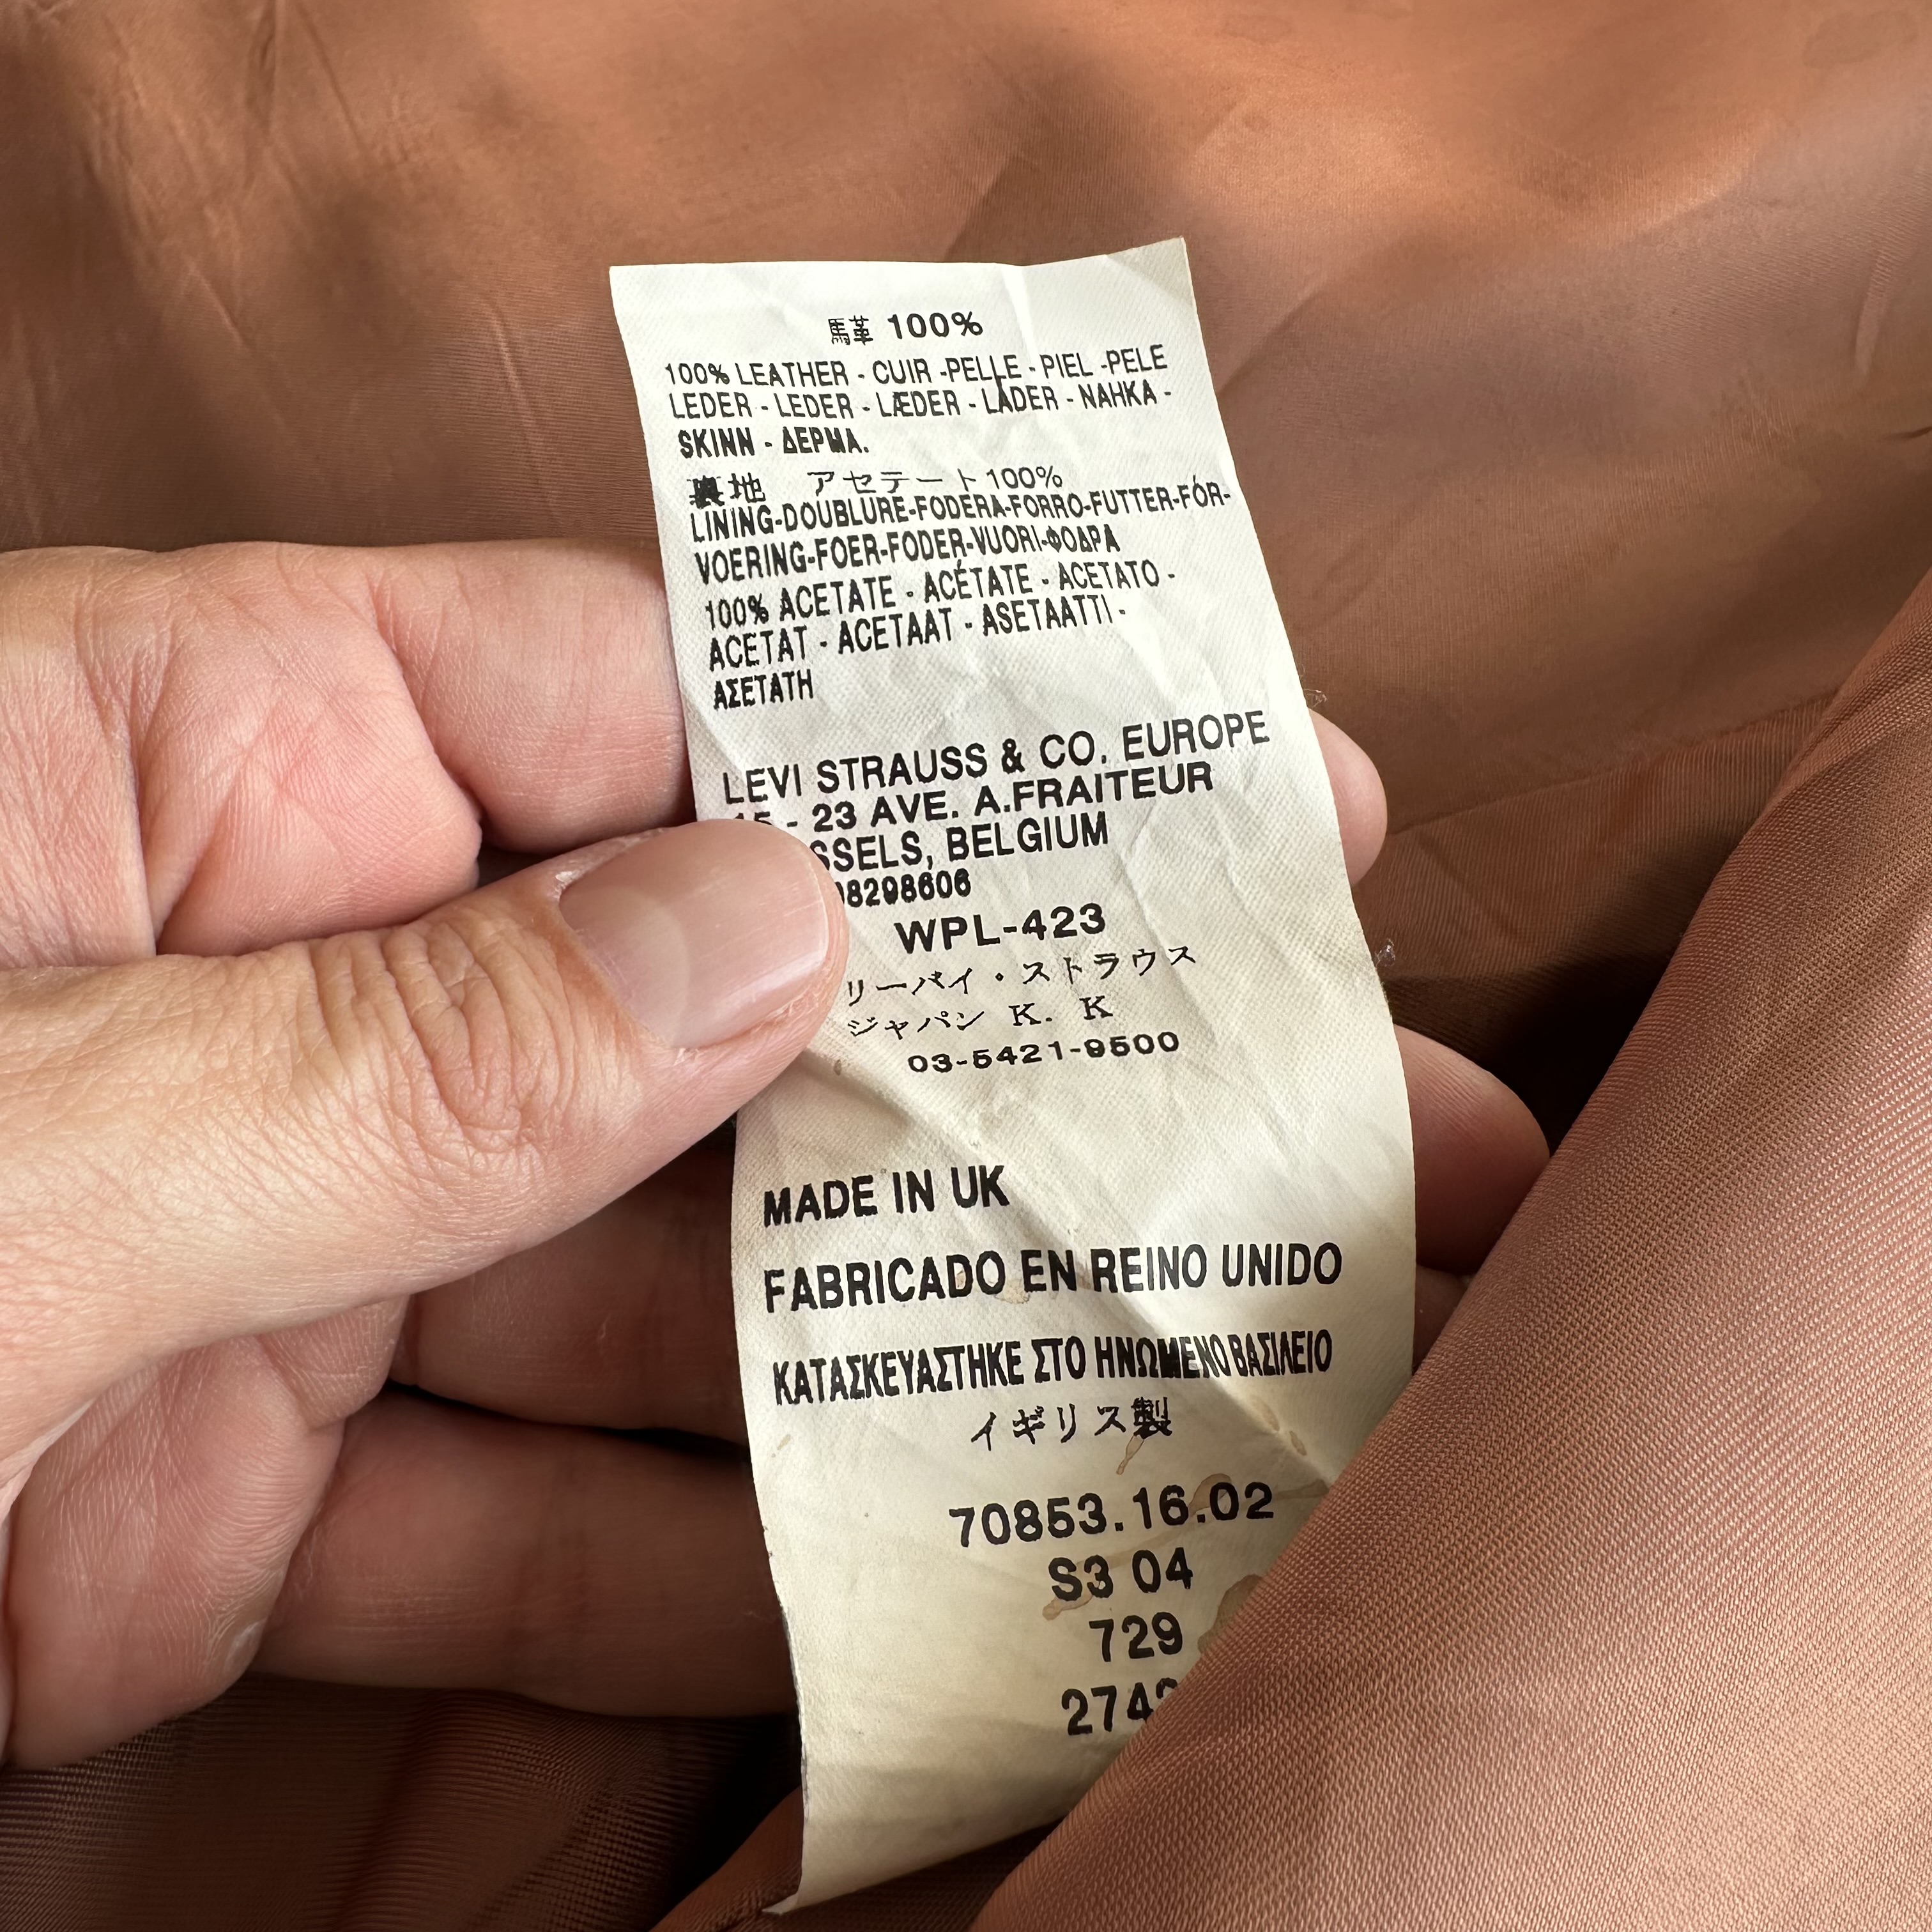 馬革 100%
100% LEATHER - CUIR -PELLE - PIEL -PELE
LEDER - LEDER - LÆDER - LÄDER - NAHKA -
SKINN - ΔΕΡΜΑ.
裏地 アセテート100%
LINING-DOUBLURE-FODERA-FORRO-FUTTER-FÓR-
VOERING-FOER-FODER-VUORI-ΦΟΔΡΑ
100% ACETATE - ACÉTATE - ACETATO -
ACETAT - ACETAAT - ASETAATTI -
ΑΣΕΤΑΤΗ
LEVI STRAUSS & CO. EUROPE
15 - 23 AVE. A.FRAITEUR
SSELS, BELGIUM
08298606
WPL-423
リーバイ・ストラウス
ジャパン K. K
03-5421-9500
MADE IN UK
FABRICADO EN REINO UNIDO
ΚΑΤΑΣΚΕΥΑΣΤΗΚΕ ΣΤΟ ΗΝΩΜΕΝΟ ΒΑΣΙΛΕΙΟ
イギリス製
70853.16.02
S3 04
729
274